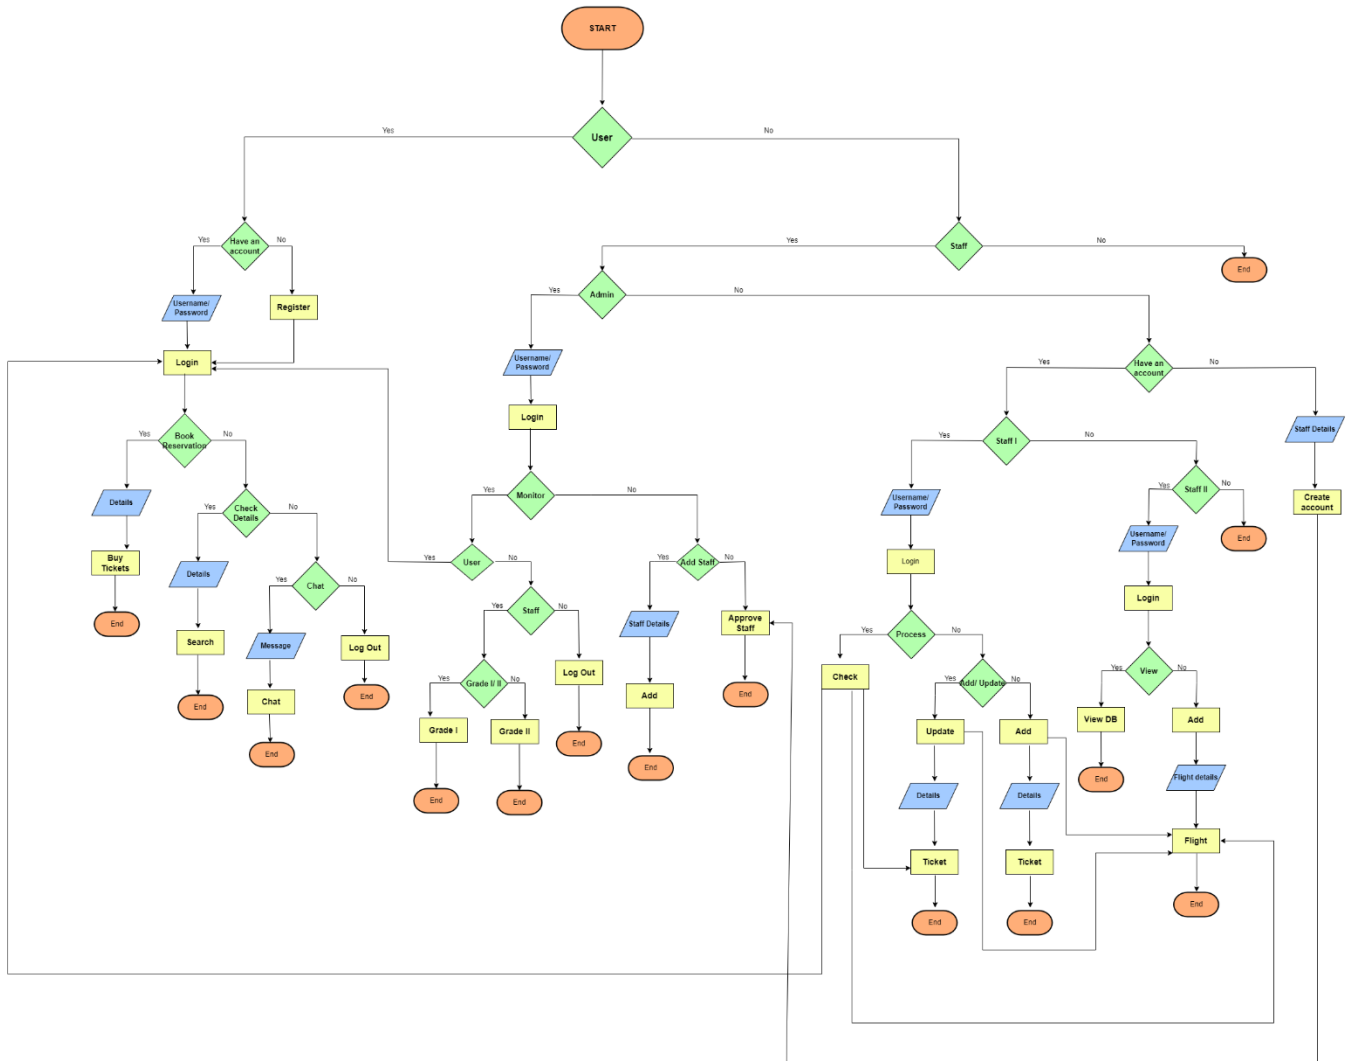 START
User
Yes
No
Have an
account
Yes
No
Staff
Yes
No
End
Username/
Password
Register
Login
Admin
Yes
No
Username/
Password
Login
Have an
account
Yes
No
Staff Details
Create
account
Book
Reservation
Yes
No
Details
Buy
Tickets
End
Check
Details
Yes
No
Details
Search
End
Chat
Yes
No
Message
Chat
End
Log Out
End
Monitor
Yes
No
User
Yes
No
Staff
Yes
No
Grade I/ II
Yes
No
Grade I
End
Grade II
End
Log Out
End
Add Staff
Yes
No
Staff Details
Add
End
Approve
Staff
End
Staff I
Yes
No
Username/
Password
Login
Process
Yes
No
Check
Add/ Update
Yes
No
Update
Details
Ticket
End
Add
Details
Ticket
End
Staff II
Yes
No
End
Username/
Password
Login
View
Yes
No
View DB
End
Add
Flight details
Flight
End